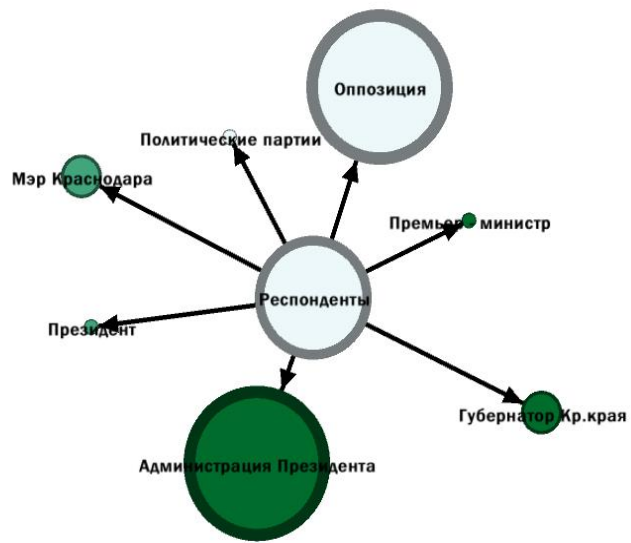 Оппозиция
Политические партии
Мэр Краснодара
Премьер - министр
Респонденты
Президент
Губернатор Кр.края
Администрация Президента